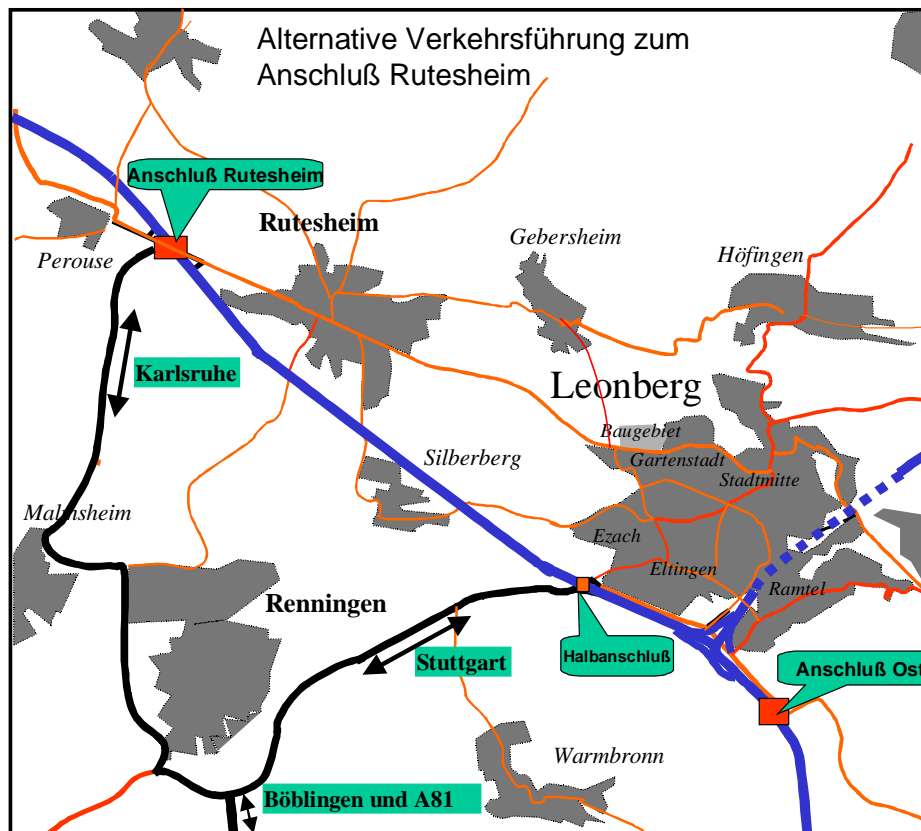 Alternative Verkehrsführung zum
Anschluß Rutesheim
Anschluß Rutesheim
Rutesheim
Gebersheim
Höfingen
Perouse
Karlsruhe
Leonberg
Baugebiet
Gartenstadt
Silberberg
Stadtmitte
Malmsheim
Ezach
Eltingen
Ramtel
Renningen
Stuttgart
Halbanschluß
Anschluß Ost
Warmbronn
Böblingen und A81